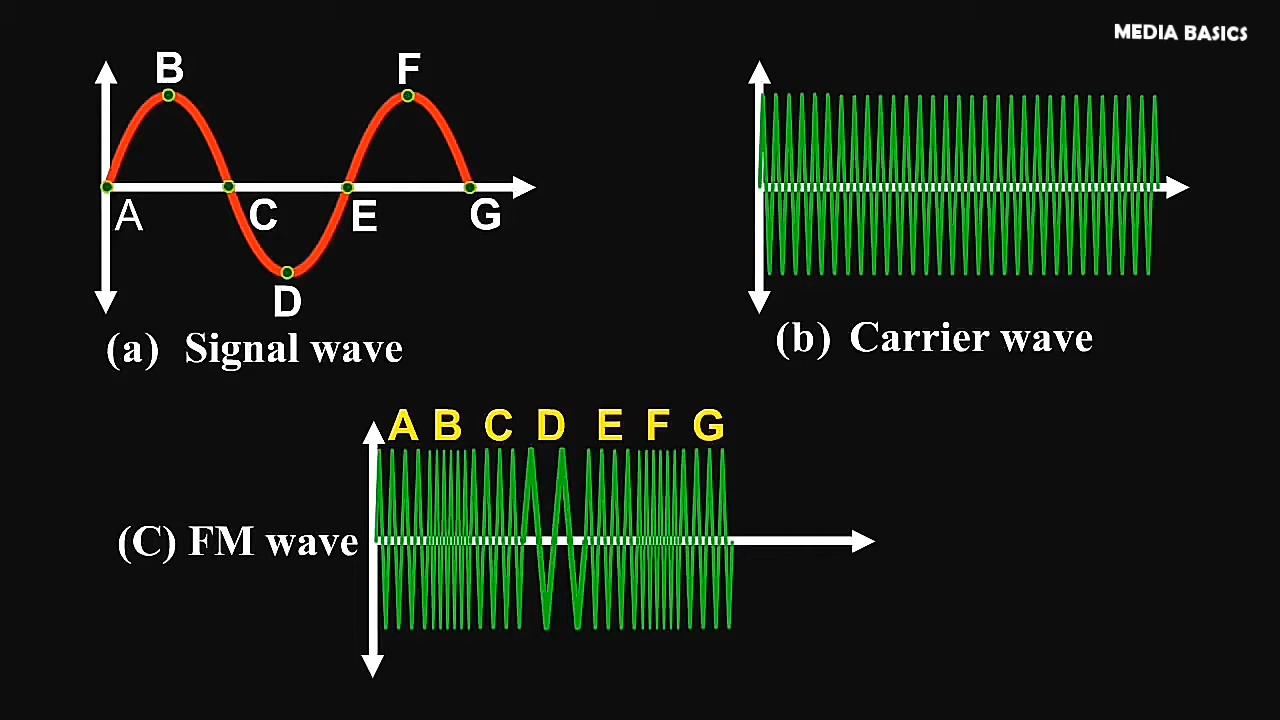 MEDIA BASICS
B
F
A
C
E
G
D
(a) Signal wave
(b) Carrier wave
A B C D E F G
(C) FM wave